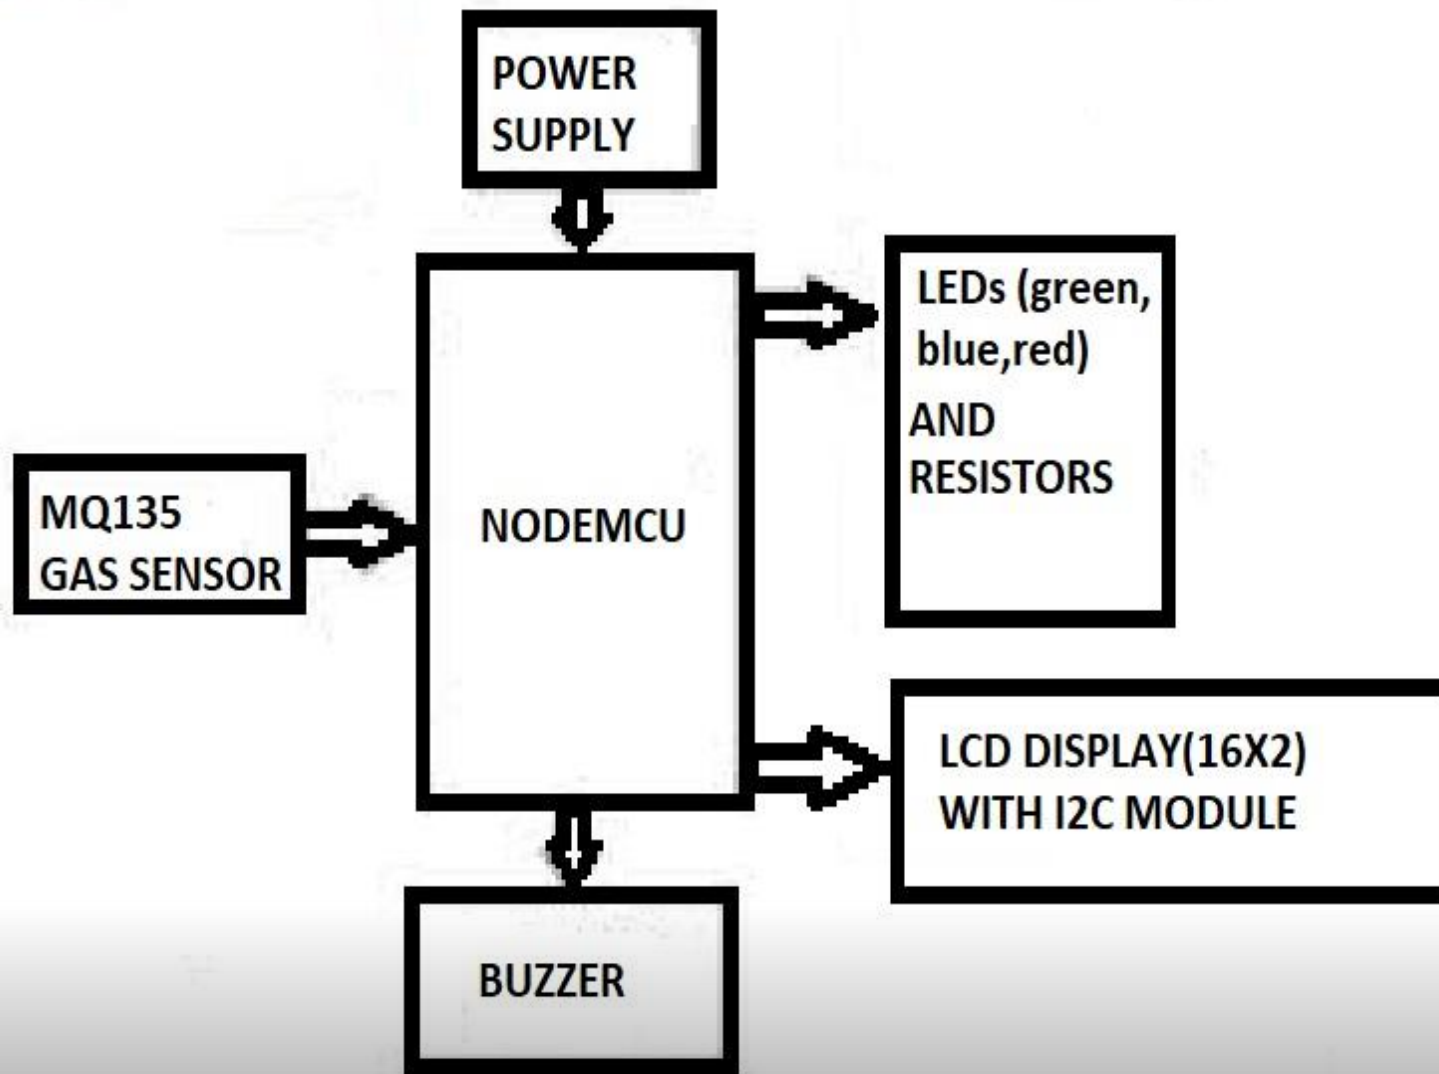 POWER
SUPPLY
LEDs (green,
blue,red)
AND
RESISTORS
MQ135
GAS SENSOR
NODEMCU
LCD DISPLAY(16X2)
WITH I2C MODULE
BUZZER